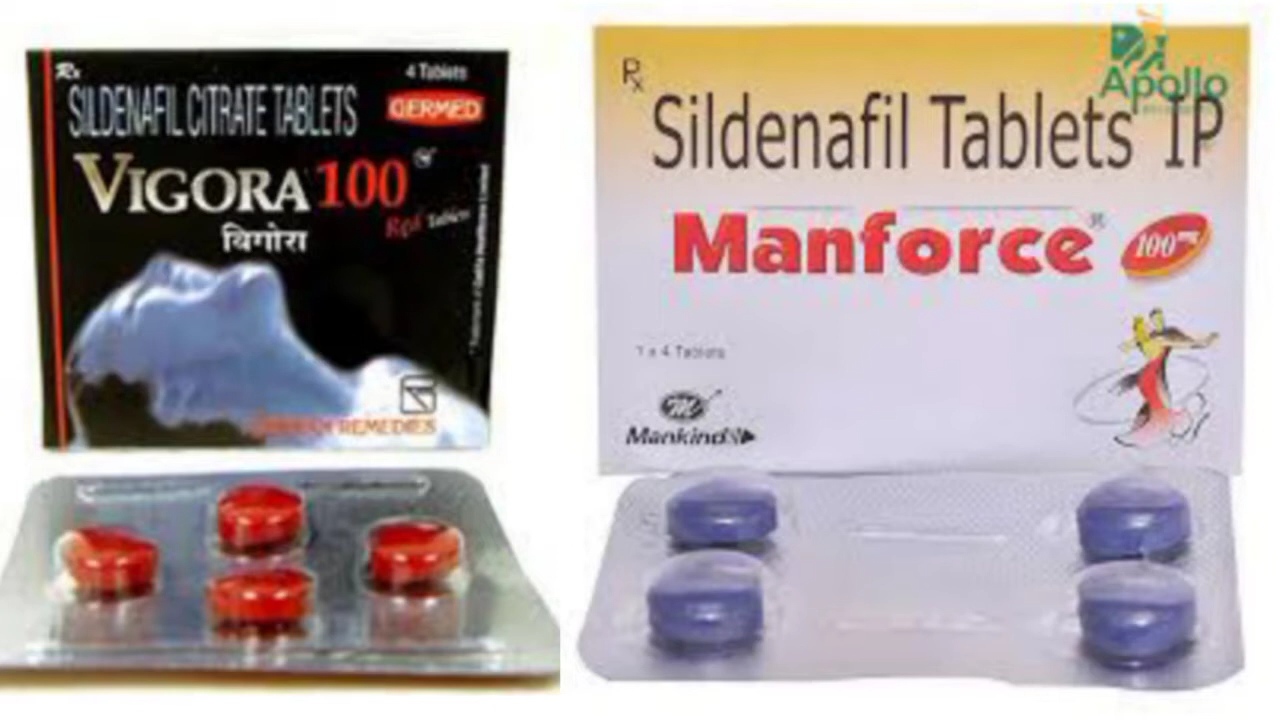 Rx
4 Tablets
SILDENAFIL CITRATE TABLETS
GERMED
VIGORA 100
Red Tablets
विगोरा
REMEDIES
Rx
Apollo
Sildenafil Tablets IP
Manforce®
100mg
1 x 4 Tablets
Mankind